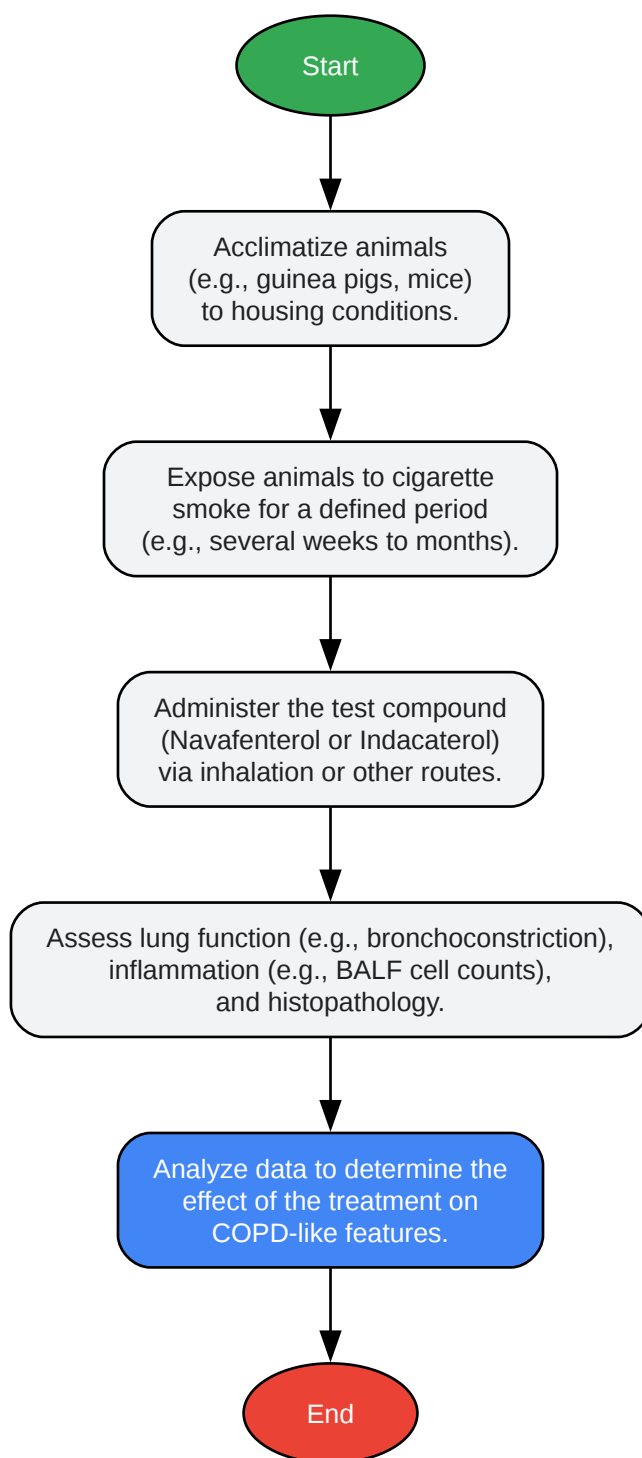 Start
Acclimatize animals
(e.g., guinea pigs, mice)
to housing conditions.
Expose animals to cigarette
smoke for a defined period
(e.g., several weeks to months).
Administer the test compound
(Navafenterol or Indacaterol)
via inhalation or other routes.
Assess lung function (e.g., bronchoconstriction),
inflammation (e.g., BALF cell counts),
and histopathology.
Analyze data to determine the
effect of the treatment on
COPD-like features.
End